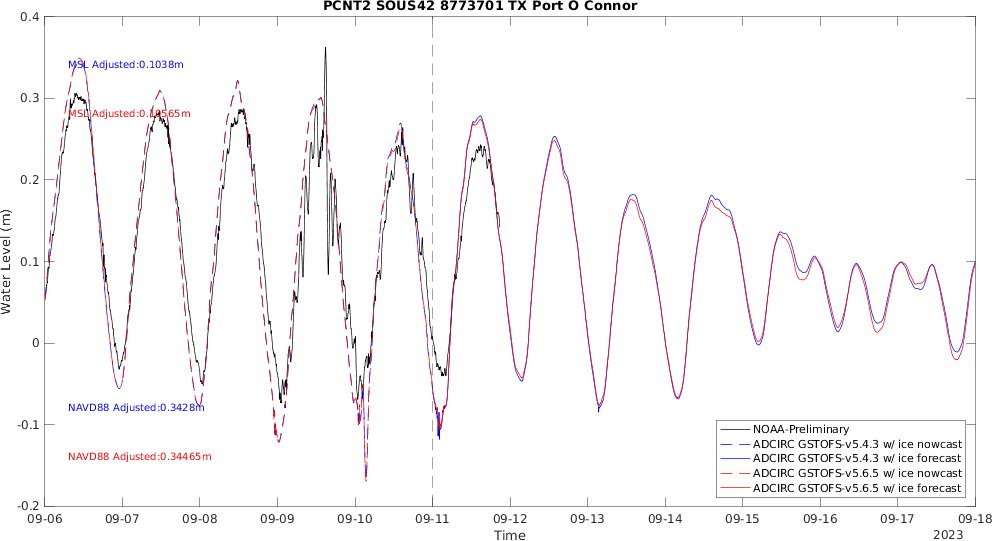 PCNT2 SOUS42 8773701 TX Port O Connor
0.4
0.3
0.2
0.1
0
-0.1
-0.2
Water Level (m)
MSL Adjusted:0.1038m
MSL Adjusted:0.10565m
NAVD88 Adjusted:0.3428m
NAVD88 Adjusted:0.34465m
NOAA-Preliminary
ADCIRC GSTOFS-v5.4.3 w/ ice nowcast
ADCIRC GSTOFS-v5.4.3 w/ ice forecast
ADCIRC GSTOFS-v5.6.5 w/ ice nowcast
ADCIRC GSTOFS-v5.6.5 w/ ice forecast
09-06 09-07 09-08 09-09 09-10 09-11 09-12 09-13 09-14 09-15 09-16 09-17 09-18
Time
2023